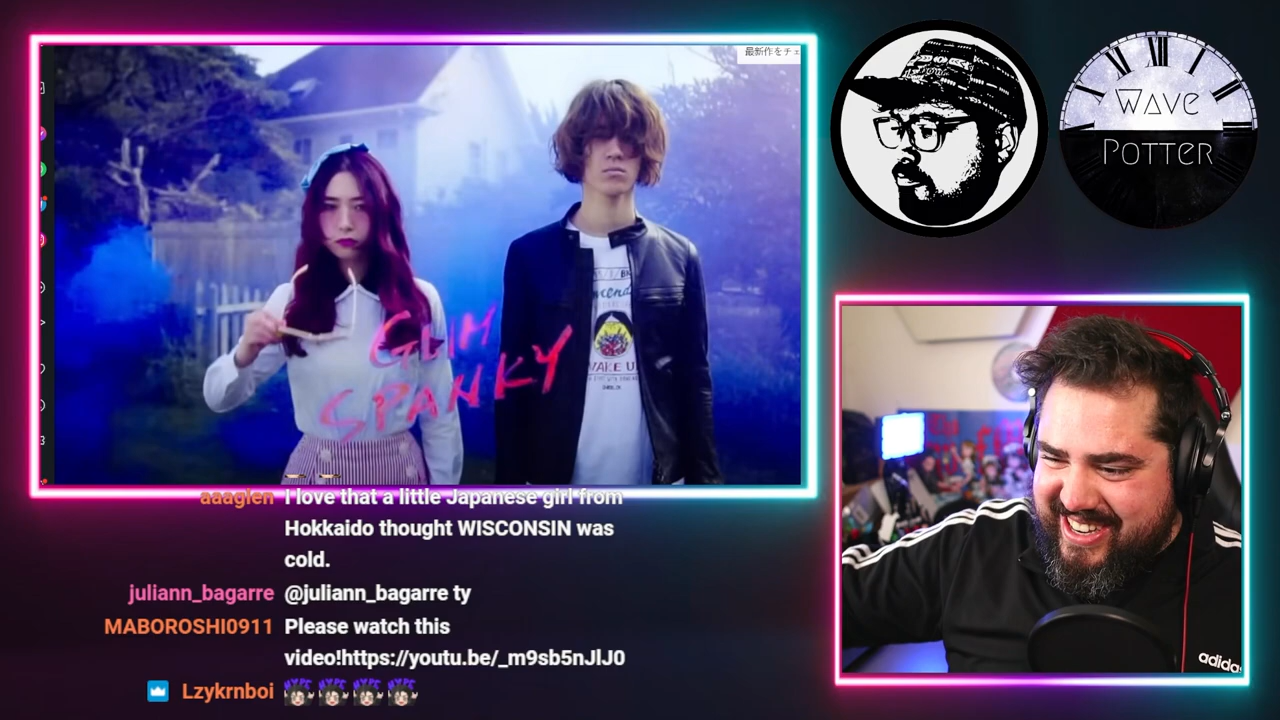 最新作をチェ
WAVE
POTTER
GLIM
SPANKY
WAKE U
aaaglen I love that a little Japanese girl from
Hokkaido thought WISCONSIN was
cold.
juliann_bagarre @juliann_bagarre ty
MABOROSHI0911 Please watch this
video!https://youtu.be/_m9sb5nJlJ0
Lzykrnboi
adidas